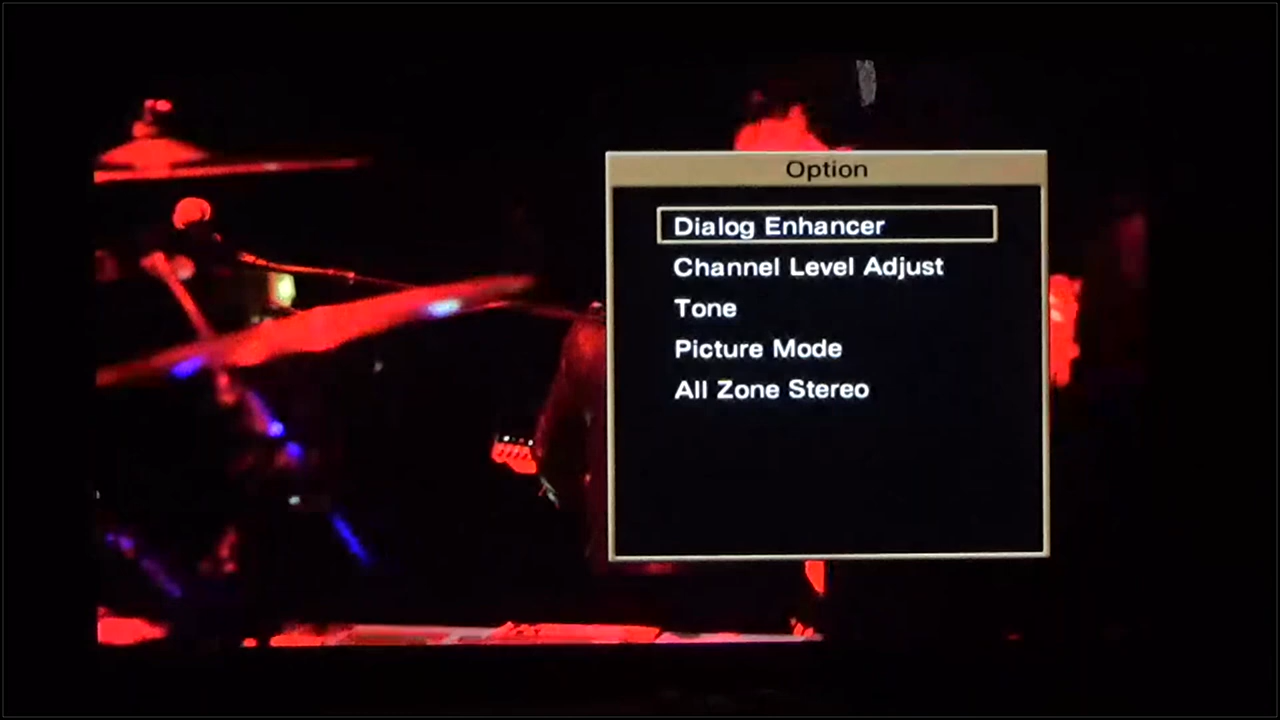 Option
Dialog Enhancer
Channel Level Adjust
Tone
Picture Mode
All Zone Stereo